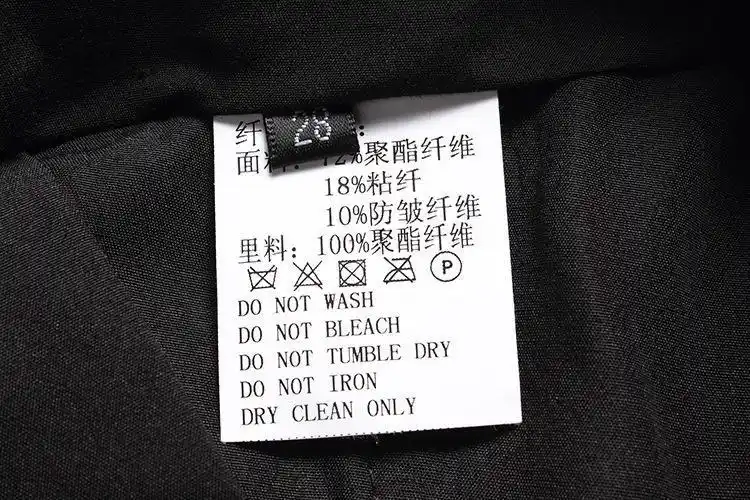 28
纤
面料: 72%聚酯纤维
18%粘纤
10%防皱纤维
里料: 100%聚酯纤维
P
DO NOT WASH
DO NOT BLEACH
DO NOT TUMBLE DRY
DO NOT IRON
DRY CLEAN ONLY